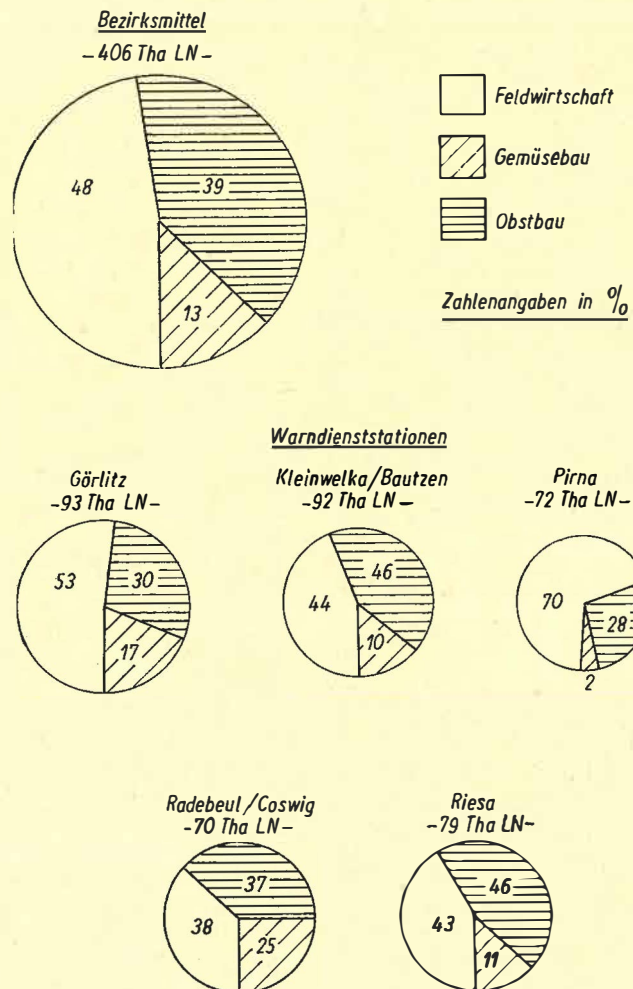 Bezirksmittel
-406 Tha LN-
48
39
13
Feldwirtschaft
Gemüsebau
Obstbau
Zahlenangaben in %
Warndienststationen
Görlitz
-93 Tha LN-
53
30
17
Kleinwelka/Bautzen
-92 Tha LN-
44
46
10
Pirna
-72 Tha LN-
70
28
2
Radebeul/Coswig
-70 Tha LN-
38
37
25
Riesa
-79 Tha LN-
43
46
11